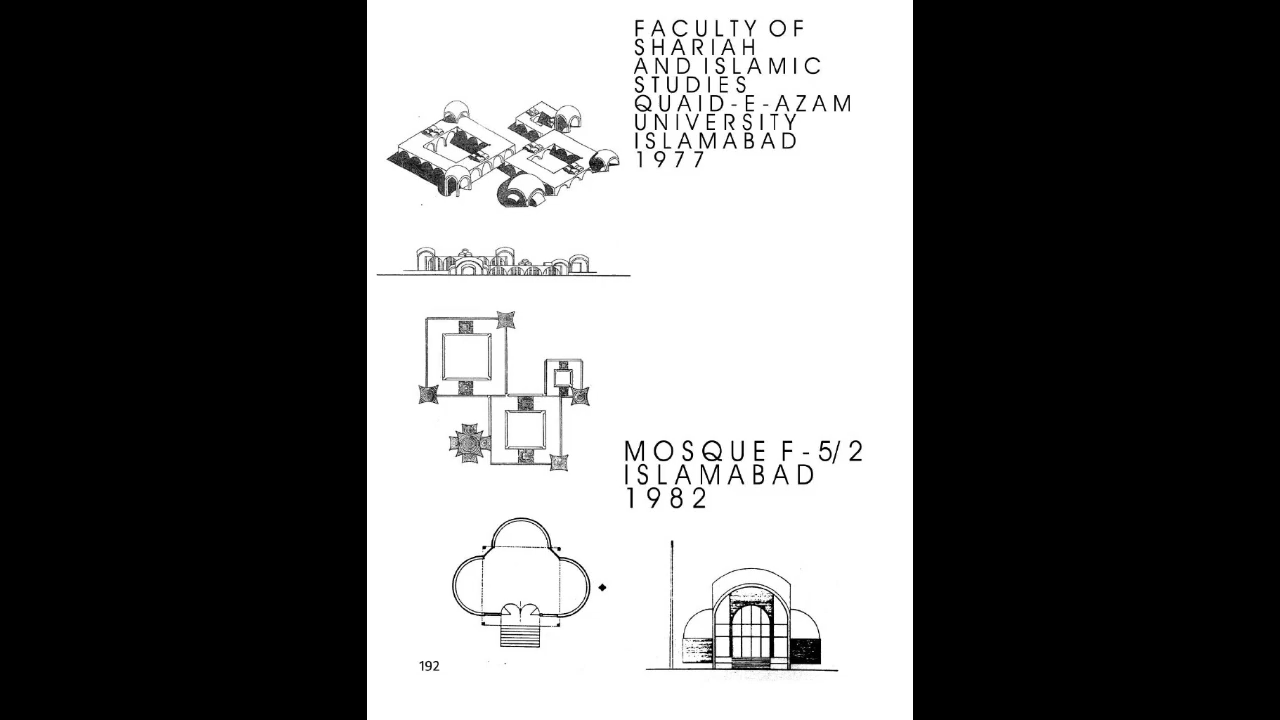 FACULTY OF
SHARIAH
AND ISLAMIC
STUDIES
QUAID-E-AZAM
UNIVERSITY
ISLAMABAD
1977
MOSQUE F-5/2
ISLAMABAD
1982
192